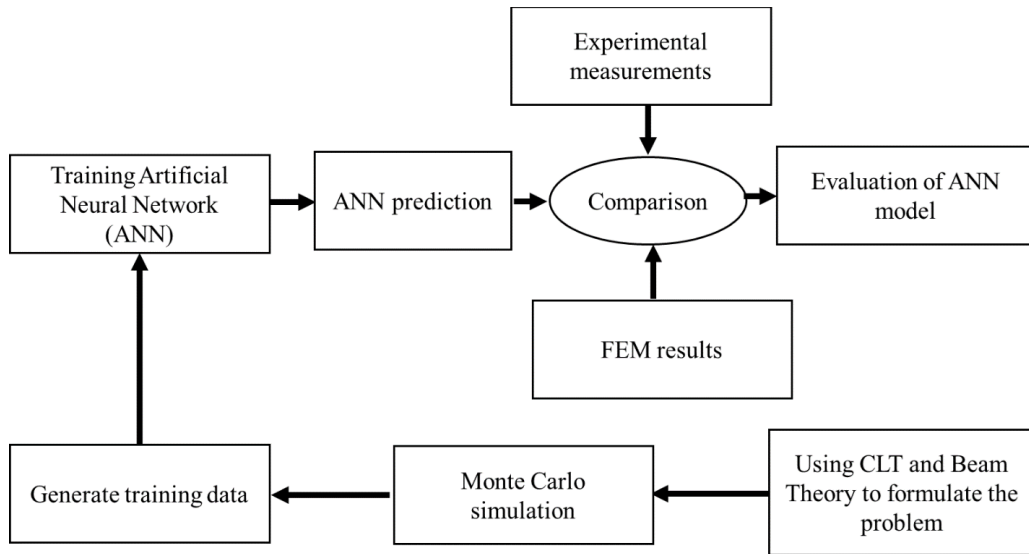 Experimental
measurements
Training Artificial
Neural Network
(ANN)
ANN prediction
Comparison
Evaluation of ANN
model
FEM results
Generate training data
Monte Carlo
simulation
Using CLT and Beam
Theory to formulate the
problem